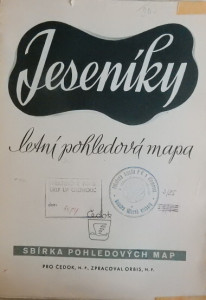 Jeseníky
letní pohledová mapa
Čedok
SBÍRKA POHLEDOVÝCH MAP
PRO ČEDOK, N. P., ZPRACOVAL ORBIS, N. P.